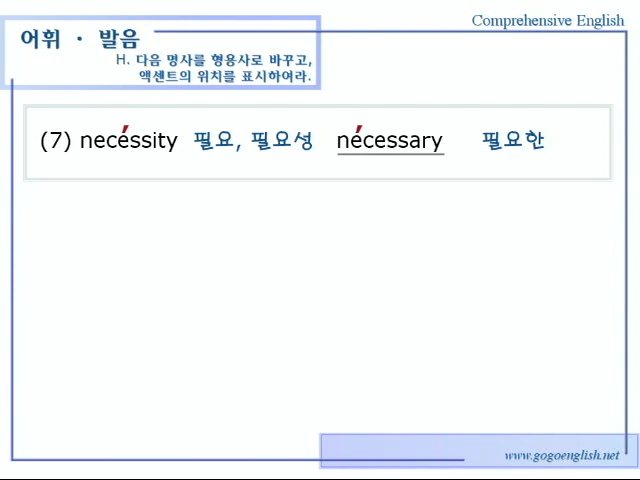 Comprehensive English
어휘 · 발음
H. 다음 명사를 형용사로 바꾸고,
액센트의 위치를 표시하여라.
(7) necéssity 필요, 필요성 nécessary 필요한
www.gogoenglish.net